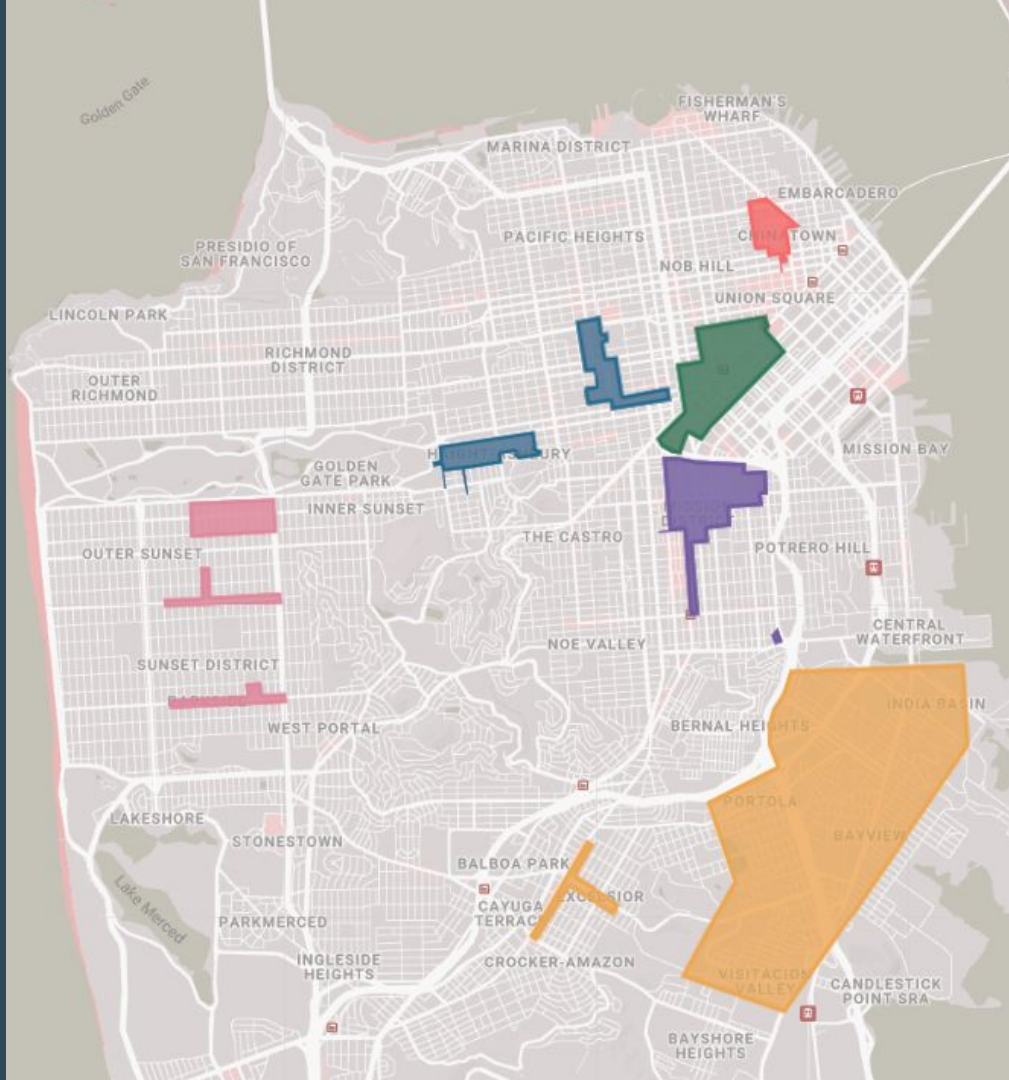 Golden Gate
FISHERMAN'S
WHARF
MARINA DISTRICT
EMBARCADERO
PRESIDIO OF
SAN FRANCISCO
PACIFIC HEIGHTS
CHINATOWN
NOB HILL
UNION SQUARE
LINCOLN PARK
RICHMOND
DISTRICT
OUTER
RICHMOND
MISSION BAY
GOLDEN
GATE PARK
INNER SUNSET
THE CASTRO
OUTER SUNSET
POTRERO HILL
CENTRAL
WATERFRONT
NOE VALLEY
SUNSET DISTRICT
INDIA BASIN
WEST PORTAL
BERNAL HEIGHTS
PORTOLA
LAKESHORE
STONESTOWN
BAYVIEW
BALBOA PARK
EXCELSIOR
CAYUGA
TERRACE
Lake Merced
PARKMERCED
INGLESIDE
HEIGHTS
CROCKER-AMAZON
VISITACION
VALLEY
CANDLESTICK
POINT SRA
BAYSHORE
HEIGHTS